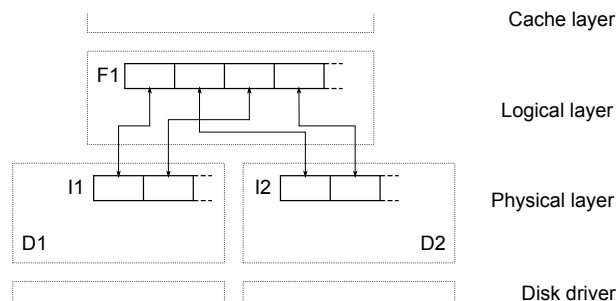 Cache layer
F1
Logical layer
I1
I2
Physical layer
D1
D2
Disk driver